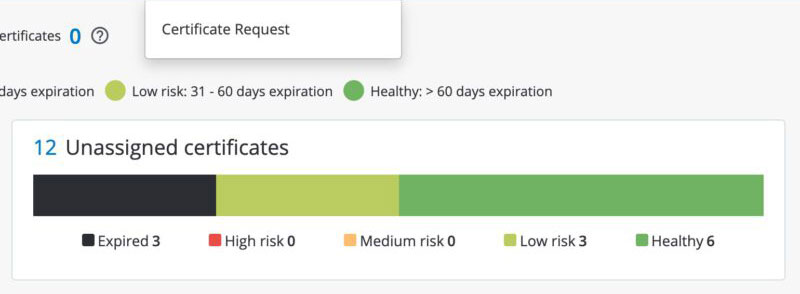 ertificates 0 ?
Certificate Request
days expiration Low risk: 31 - 60 days expiration Healthy: > 60 days expiration
12 Unassigned certificates
Expired 3 High risk 0 Medium risk 0 Low risk 3 Healthy 6